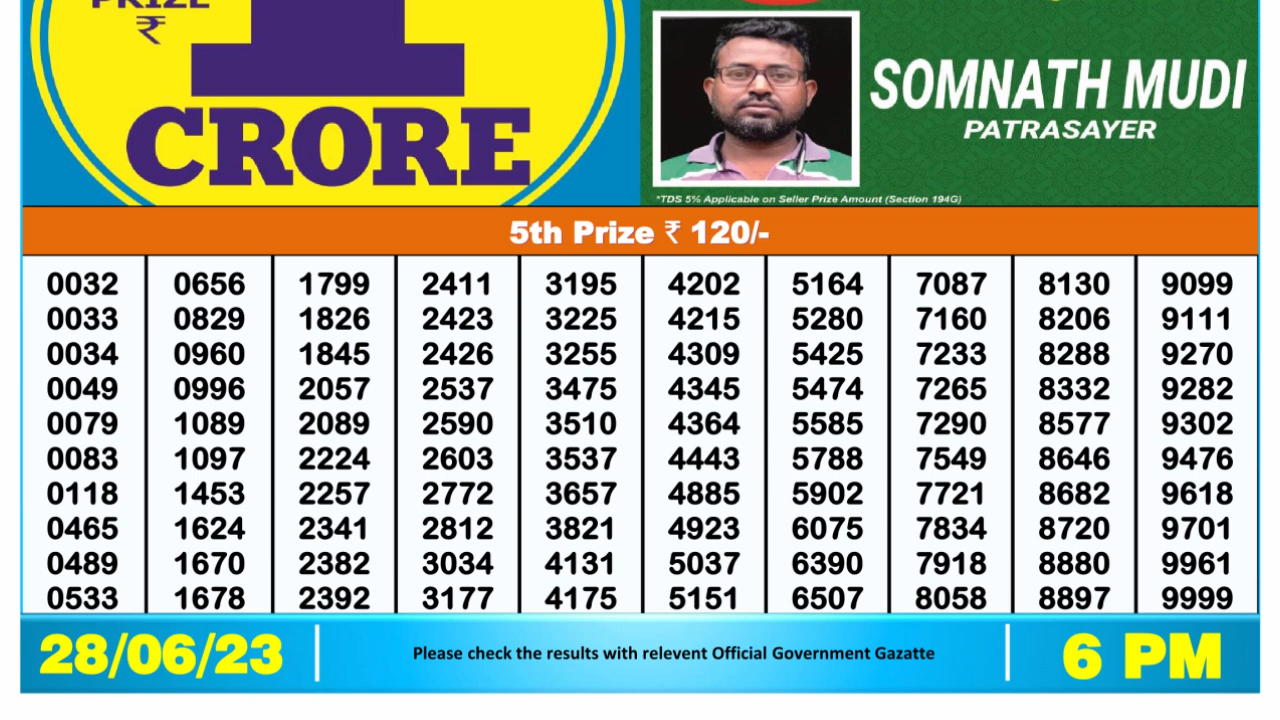 PRIZE
₹
1
CRORE
SOMNATH MUDI
PATRASAYER
*TDS 5% Applicable on Seller Prize Amount (Section 194G)
5th Prize ₹ 120/-
0032 0656 1799 2411 3195 4202 5164 7087 8130 9099
0033 0829 1826 2423 3225 4215 5280 7160 8206 9111
0034 0960 1845 2426 3255 4309 5425 7233 8288 9270
0049 0996 2057 2537 3475 4345 5474 7265 8332 9282
0079 1089 2089 2590 3510 4364 5585 7290 8577 9302
0083 1097 2224 2603 3537 4443 5788 7549 8646 9476
0118 1453 2257 2772 3657 4885 5902 7721 8682 9618
0465 1624 2341 2812 3821 4923 6075 7834 8720 9701
0489 1670 2382 3034 4131 5037 6390 7918 8880 9961
0533 1678 2392 3177 4175 5151 6507 8058 8897 9999
28/06/23 Please check the results with relevent Official Government Gazatte 6 PM